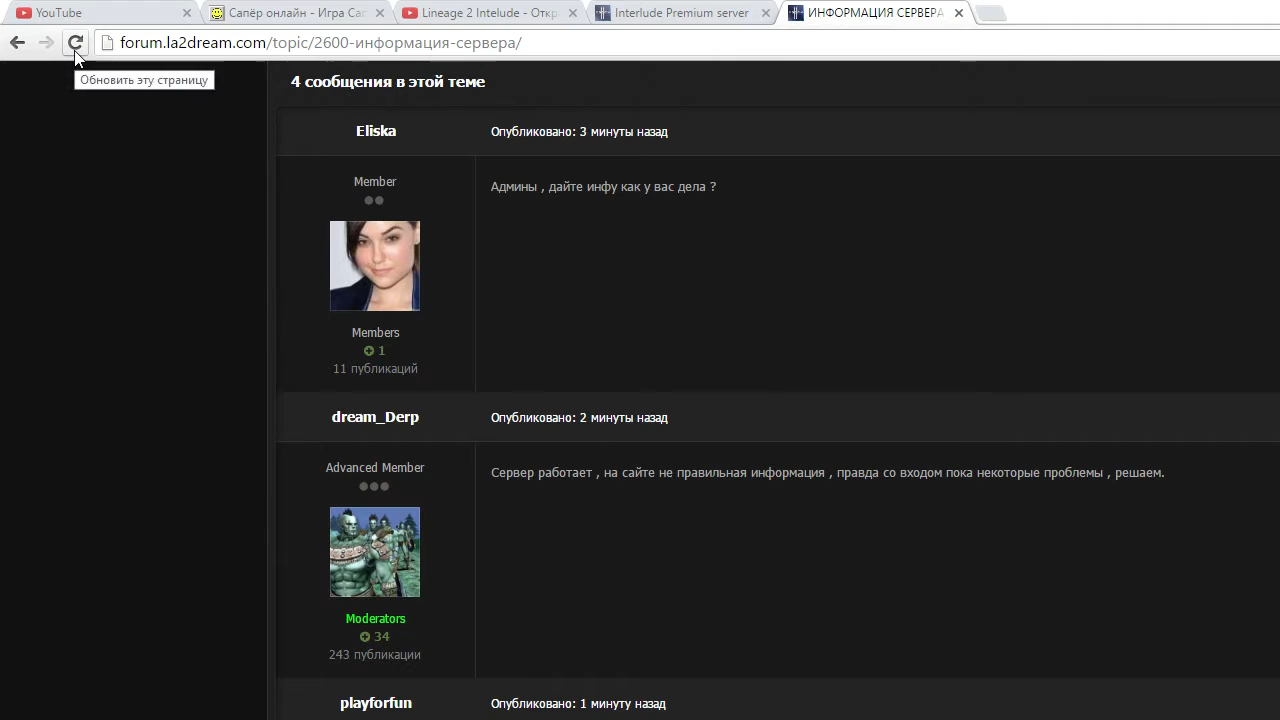 YouTube
Сапёр онлайн - Игра Сап
Lineage 2 Intelude - Откр
Interlude Premium server
ИНФОРМАЦИЯ СЕРВЕРА
forum.la2dream.com/topic/2600-информация-сервера/
Обновить эту страницу
4 сообщения в этой теме
Eliska
Опубликовано: 3 минуты назад
Member
Админы , дайте инфу как у вас дела ?
Members
1
11 публикаций
dream_Derp
Опубликовано: 2 минуты назад
Advanced Member
Сервер работает , на сайте не правильная информация , правда со входом пока некоторые проблемы , решаем.
Moderators
34
243 публикации
playforfun
Опубликовано: 1 минуту назад